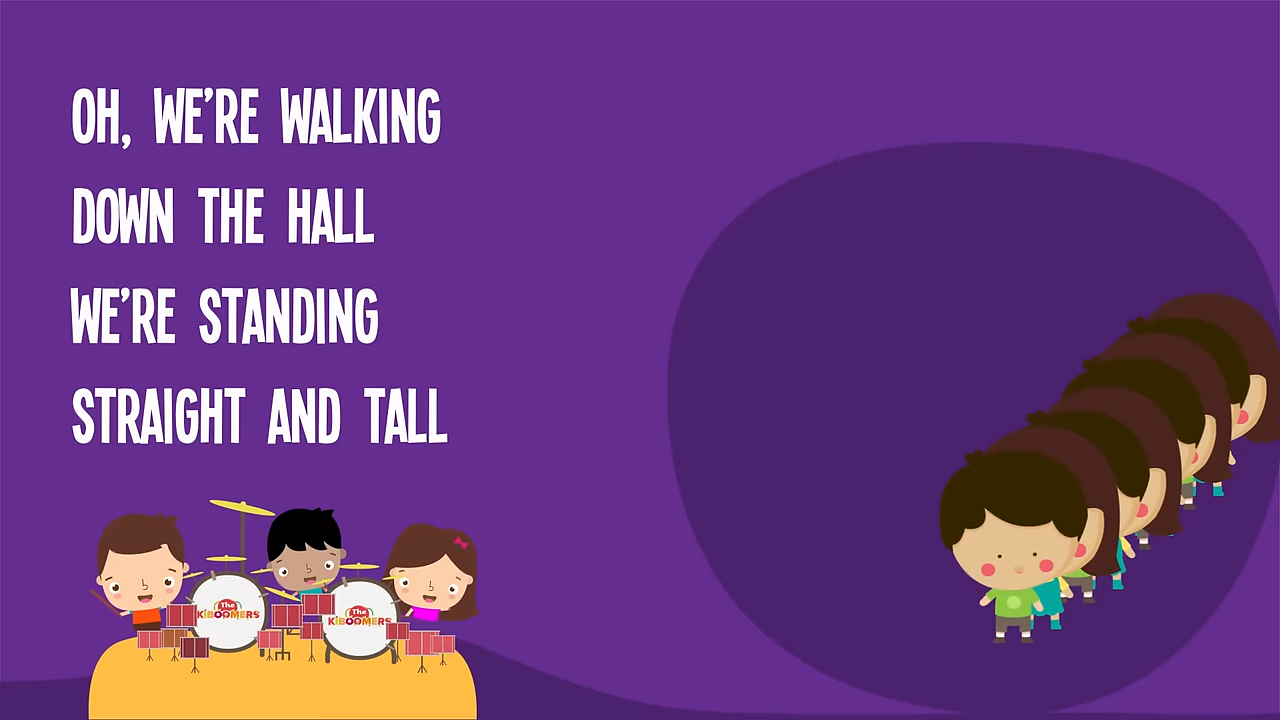 OH, WE'RE WALKING
DOWN THE HALL
WE'RE STANDING
STRAIGHT AND TALL
The
KiBOOMERS
The
KiBOOMERS